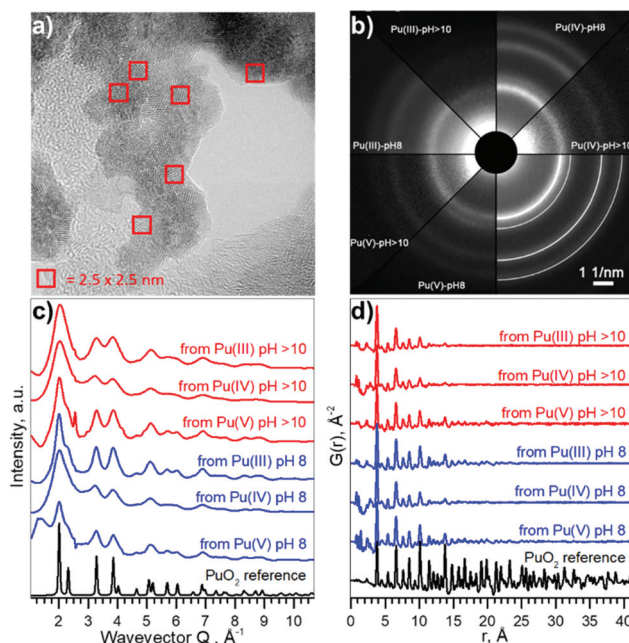 a)
= 2.5 x 2.5 nm
b)
Pu(III)-pH>10
Pu(IV)-pH8
Pu(III)-pH8
Pu(IV)-pH>10
Pu(V)-pH>10
Pu(V)-pH8
1 1/nm
c)
from Pu(III) pH >10
from Pu(IV) pH >10
from Pu(V) pH >10
from Pu(III) pH 8
from Pu(IV) pH 8
from Pu(V) pH 8
PuO₂ reference
Intensity, a.u.
2 3 4 5 6 7 8 9 10
Wavevector Q, Å⁻¹
d)
from Pu(III) pH >10
from Pu(IV) pH >10
from Pu(V) pH >10
from Pu(III) pH 8
from Pu(IV) pH 8
from Pu(V) pH 8
PuO₂ reference
G(r), Å⁻²
0 5 10 15 20 25 30 35 40
r, Å